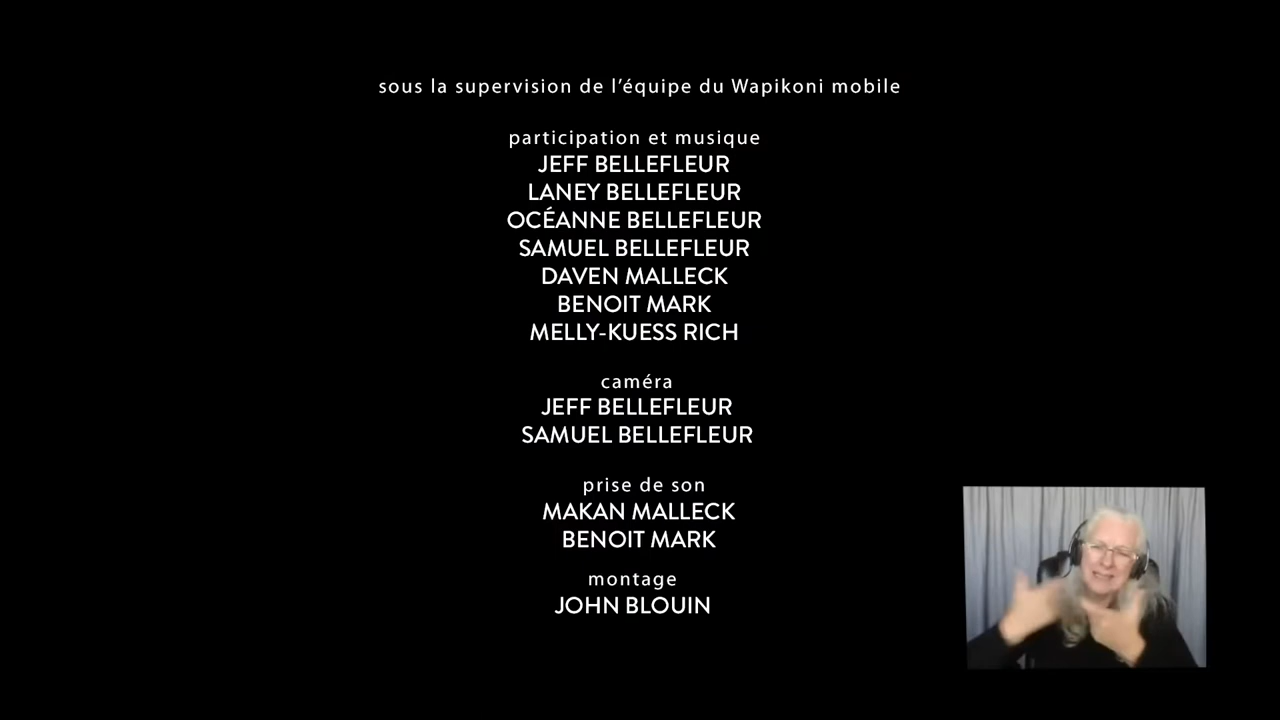 sous la supervision de l'équipe du Wapikoni mobile
participation et musique
JEFF BELLEFLEUR
LANEY BELLEFLEUR
OCÉANNE BELLEFLEUR
SAMUEL BELLEFLEUR
DAVEN MALLECK
BENOIT MARK
MELLY-KUESS RICH
caméra
JEFF BELLEFLEUR
SAMUEL BELLEFLEUR
prise de son
MAKAN MALLECK
BENOIT MARK
montage
JOHN BLOUIN